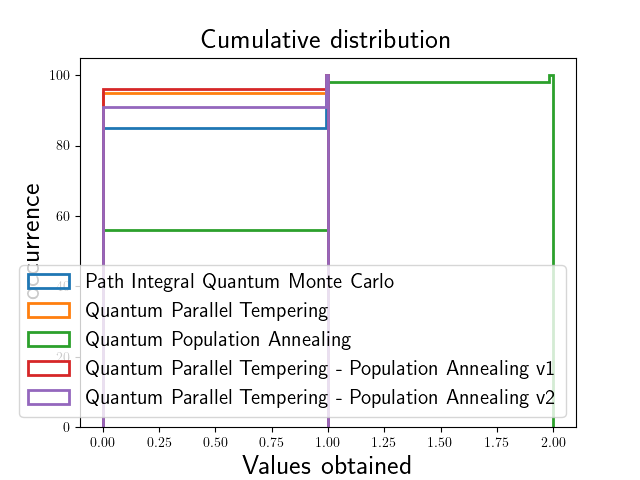 Cumulative distribution
100
80
60
40
20
0
occurrence
Path Integral Quantum Monte Carlo
Quantum Parallel Tempering
Quantum Population Annealing
Quantum Parallel Tempering - Population Annealing v1
Quantum Parallel Tempering - Population Annealing v2
0.00 0.25 0.50 0.75 1.00 1.25 1.50 1.75 2.00
Values obtained